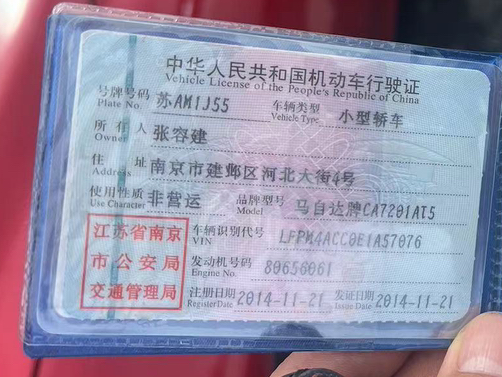 中华人民共和国机动车行驶证
Vehicle License of the People's Republic of China
号牌号码 苏AM1J55 车辆类型 小型轿车
Plate No. Vehicle Type
所有人 张容建
Owner
住址 南京市建邺区河北大街4号
Address
使用性质 非营运 品牌型号 马自达牌CA7201AT5
Use Character Model
江苏省南京
市公安局
交通管理局
车辆识别代号 LFPM4ACC0E1A57076
VIN
发动机号码 80656061
Engine No.
注册日期 2014-11-21 发证日期 2014-11-21
Register Date Issue Date